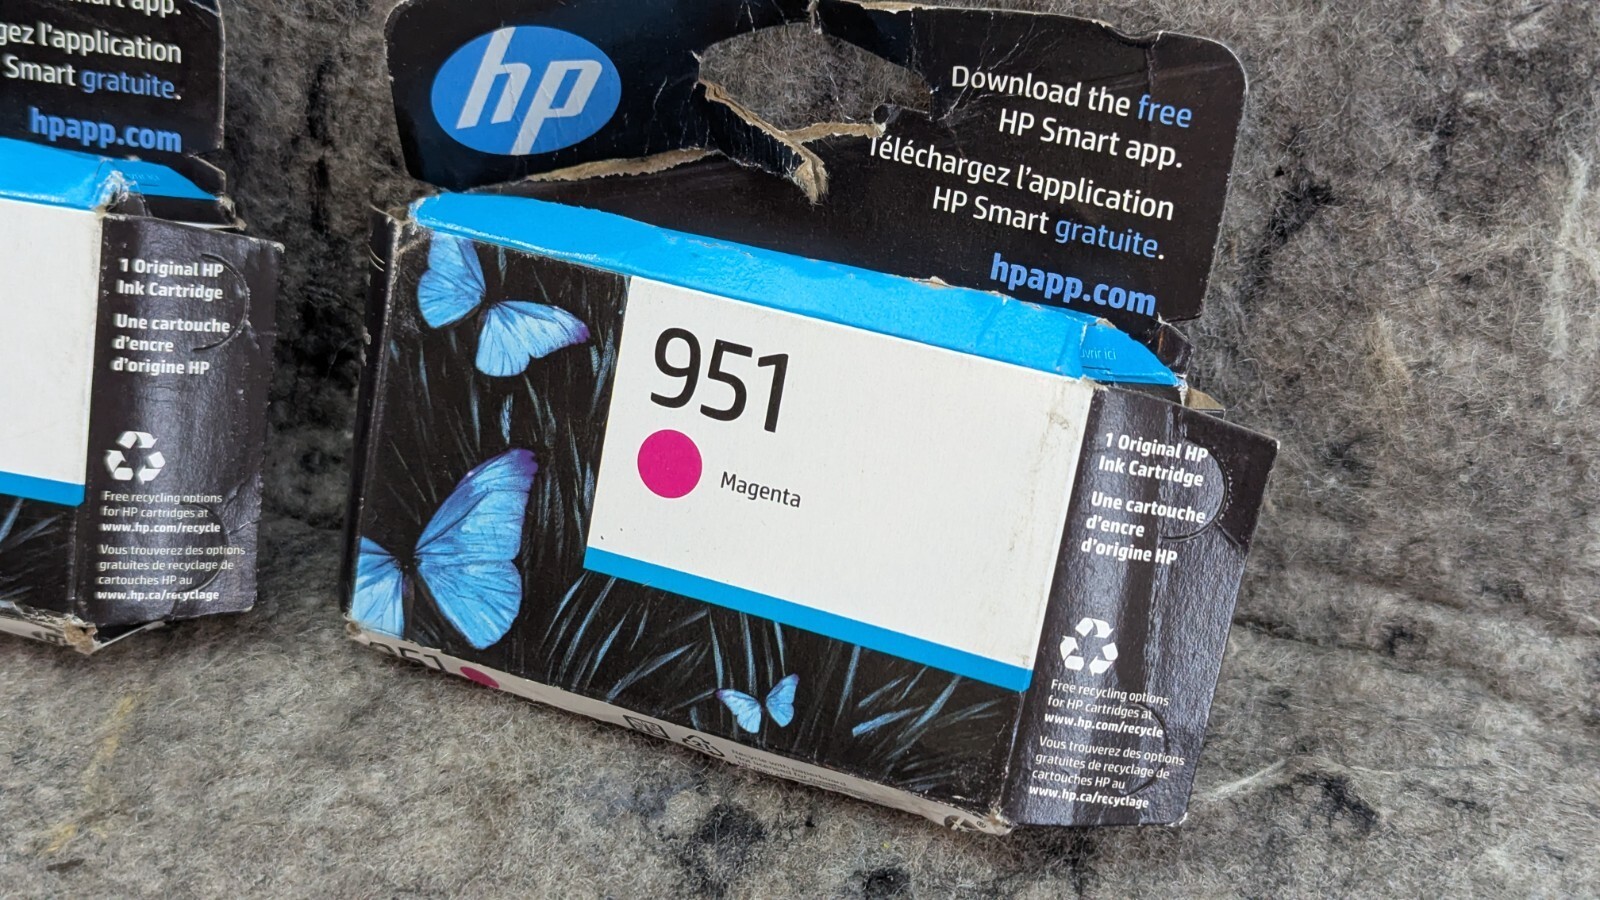 app.
l'application
Smart gratuite.
hpapp.com
1 Original HP
Ink Cartridge
Une cartouche
d'encre
d'origine HP
Free recycling options
for HP cartridges at
www.hp.com/recycle
Vous trouverez des options
gratuites de recyclage de
cartouches HP au
www.hp.ca/recyclage
hp
Download the free
HP Smart app.
Téléchargez l'application
HP Smart gratuite.
hpapp.com
ici
951
Magenta
1 Original HP
Ink Cartridge
Une cartouche
d'encre
d'origine HP
Free recycling options
for HP cartridges at
www.hp.com/recycle
Vous trouverez des options
gratuites de recyclage de
cartouches HP au
www.hp.ca/recyclage
951